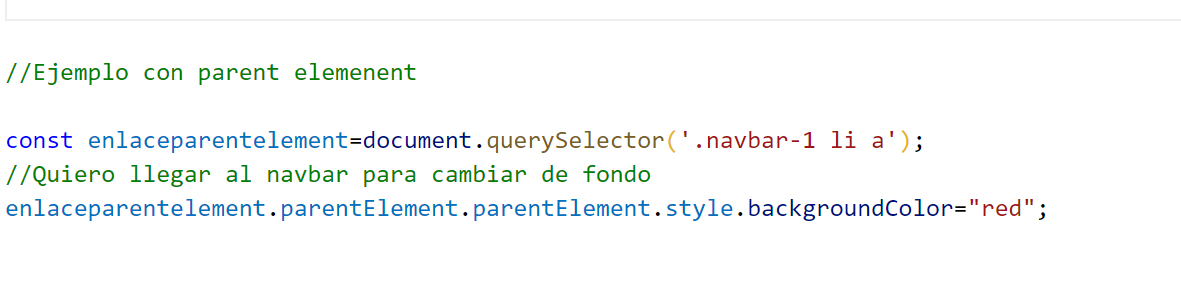 //Ejemplo con parent elemenent
const enlaceparentelement=document.querySelector('.navbar-1 li a');
//Quiero llegar al navbar para cambiar de fondo
enlaceparentelement.parentElement.parentElement.style.backgroundColor="red";